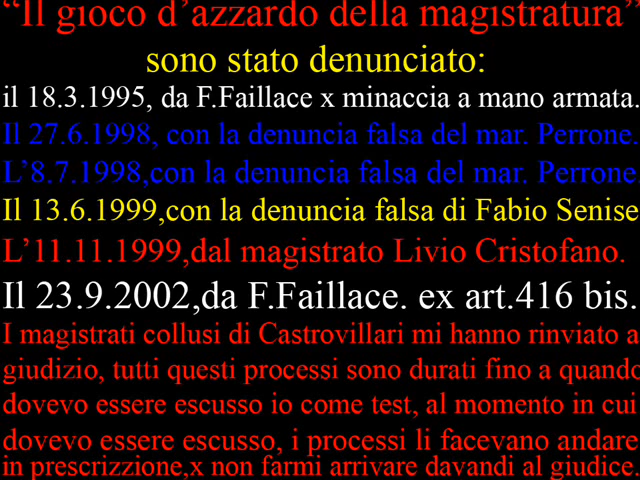 “Il gioco d’azzardo della magistratura”
sono stato denunciato:
il 18.3.1995, da F.Faillace x minaccia a mano armata.
Il 27.6.1998, con la denuncia falsa del mar. Perrone.
L’8.7.1998,con la denuncia falsa del mar. Perrone.
Il 13.6.1999,con la denuncia falsa di Fabio Senise
L’11.11.1999,dal magistrato Livio Cristofano.
Il 23.9.2002,da F.Faillace. ex art.416 bis.
I magistrati collusi di Castrovillari mi hanno rinviato a
giudizio, tutti questi processi sono durati fino a quando
dovevo essere escusso io come test, al momento in cui
dovevo essere escusso, i processi li facevano andare
in prescrizzione,x non farmi arrivare davandi al giudice.